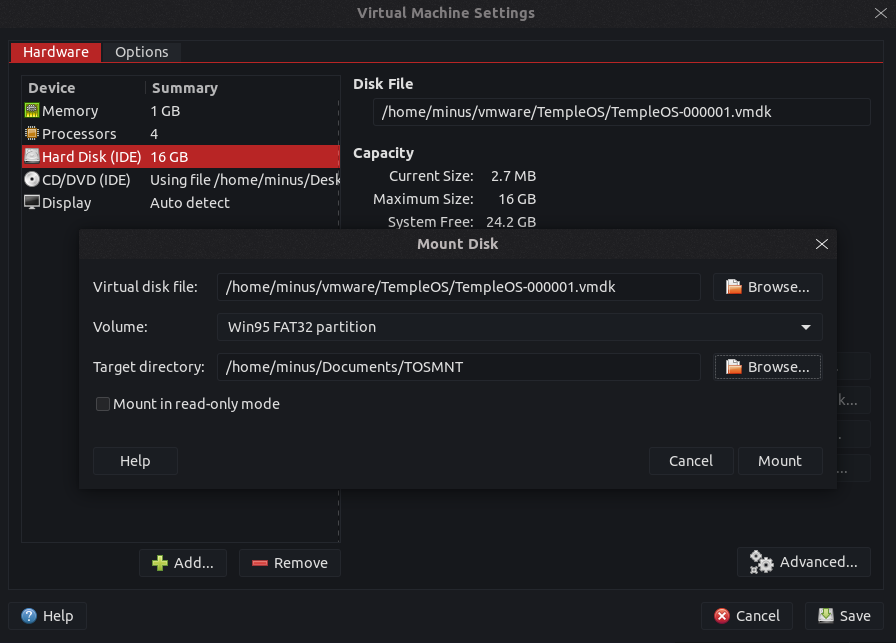 Virtual Machine Settings
Hardware Options
Device Summary
Memory 1 GB
Processors 4
Hard Disk (IDE) 16 GB
CD/DVD (IDE) Using file /home/minus/Desk
Display Auto detect
Disk File
/home/minus/vmware/TempleOS/TempleOS-000001.vmdk
Capacity
Current Size: 2.7 MB
Maximum Size: 16 GB
System Free: 24.2 GB
Mount Disk
Virtual disk file: /home/minus/vmware/TempleOS/TempleOS-000001.vmdk Browse...
Volume: Win95 FAT32 partition
Target directory: /home/minus/Documents/TOSMNT Browse...
Mount in read-only mode
Help Cancel Mount
Add... Remove
Advanced...
Help Cancel Save